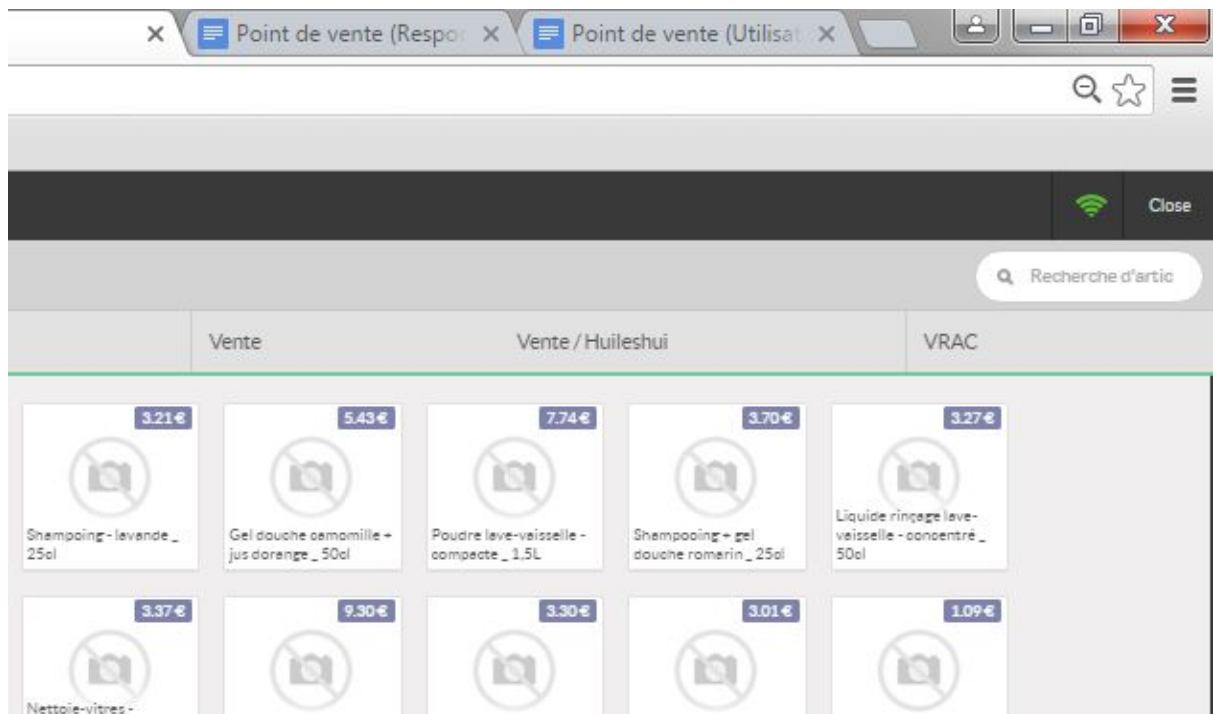 Point de vente (Respon
Point de vente (Utilisat
Close
Recherche d'artic
Vente
Vente / Huileshui
VRAC
3.21 €
5.43 €
7.74 €
3.70 €
3.27 €
Shampoing - lavande _
25cl
Gel douche camomille +
jus dorange _ 50cl
Poudre lave-vaisselle -
compacte _ 1,5L
Shampooing + gel
douche romarin _ 25cl
Liquide rinçage lave-
vaisselle - concentré _
50cl
3.37 €
9.30 €
3.30 €
3.01 €
1.09 €
Nettoie-vitres -